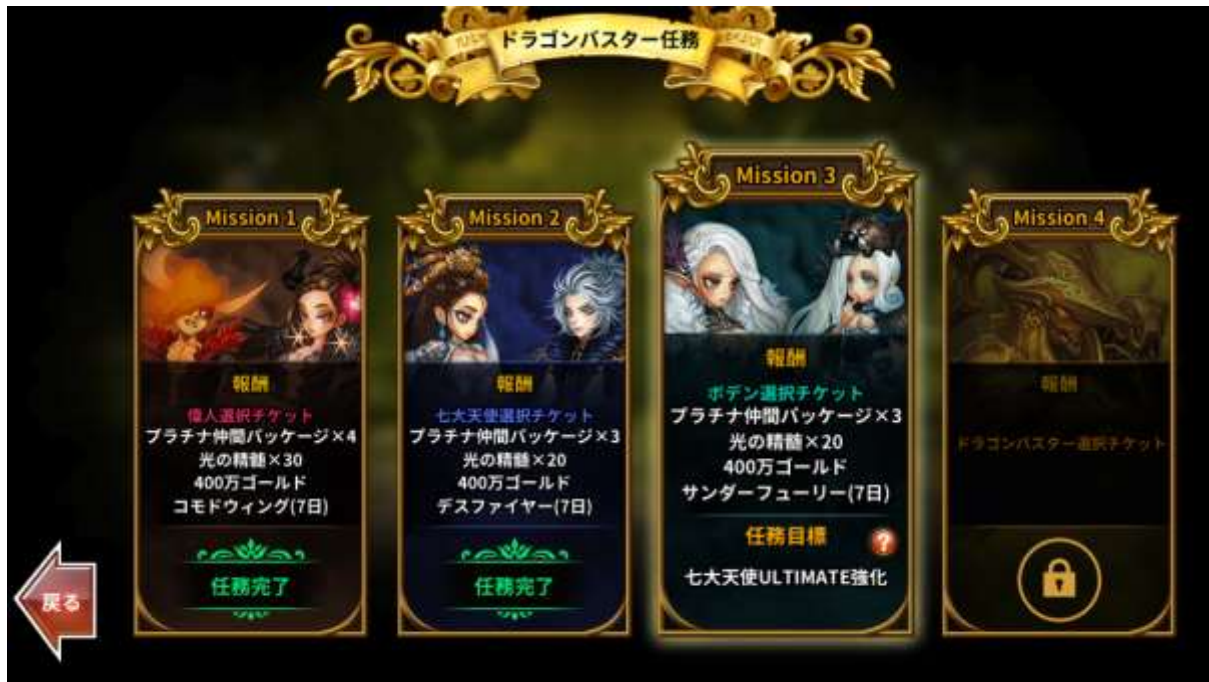 ドラゴンバスター任務
Mission 1
報酬
偉人選択チケット
プラチナ仲間パッケージ×4
光の精髄×30
400万ゴールド
コモドウィング(7日)
任務完了
Mission 2
報酬
七大天使選択チケット
プラチナ仲間パッケージ×3
光の精髄×20
400万ゴールド
デスファイヤー(7日)
任務完了
Mission 3
報酬
ボデン選択チケット
プラチナ仲間パッケージ×3
光の精髄×20
400万ゴールド
サンダーフューリー(7日)
任務目標
?
七大天使ULTIMATE強化
Mission 4
報酬
ドラゴンバスター選択チケット
戻る